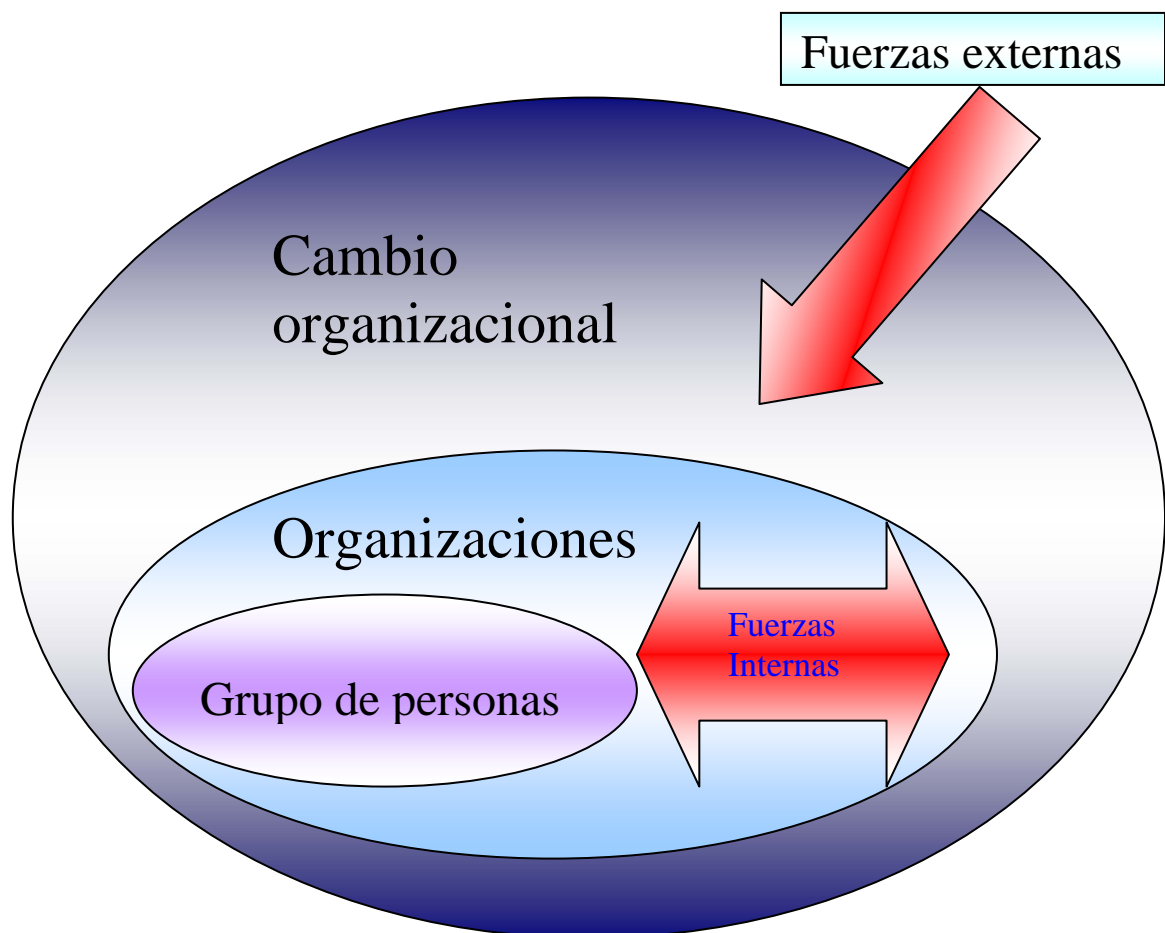 Fuerzas externas
Cambio
organizacional
Organizaciones
Fuerzas
Internas
Grupo de personas